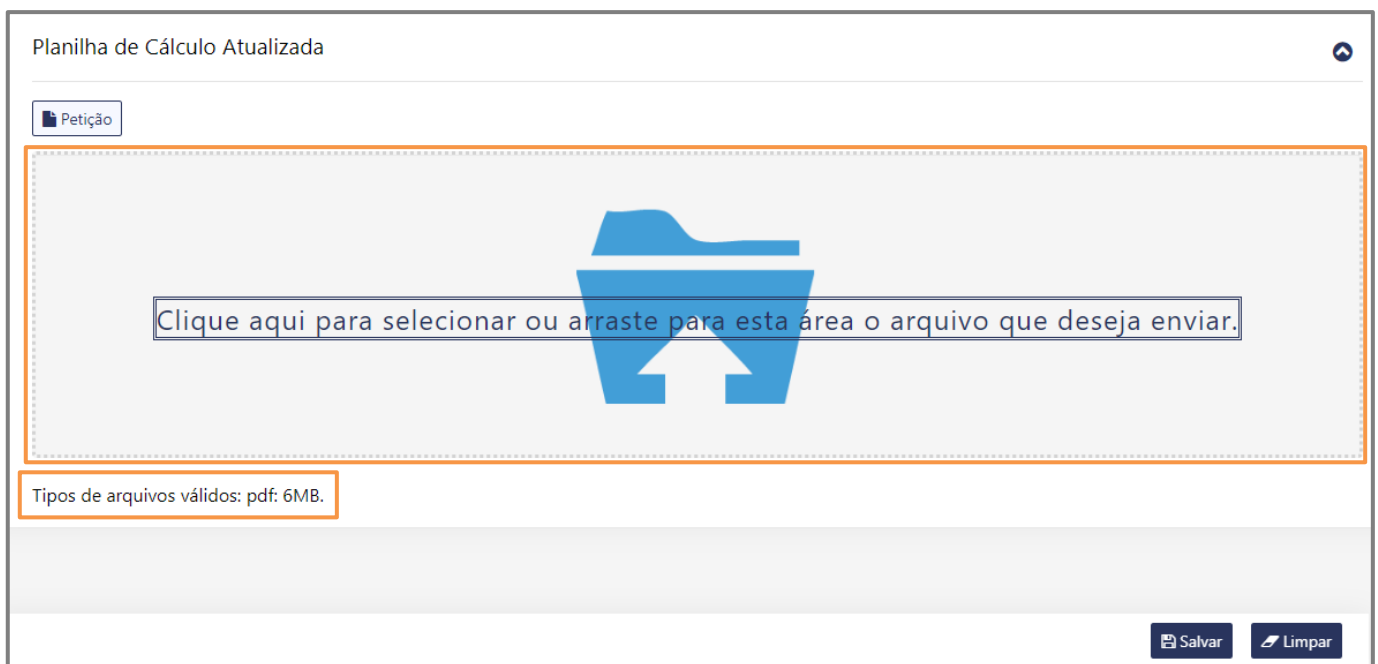 Planilha de Cálculo Atualizada
Petição
Clique aqui para selecionar ou arraste para esta área o arquivo que deseja enviar.
Tipos de arquivos válidos: pdf: 6MB.
Salvar Limpar